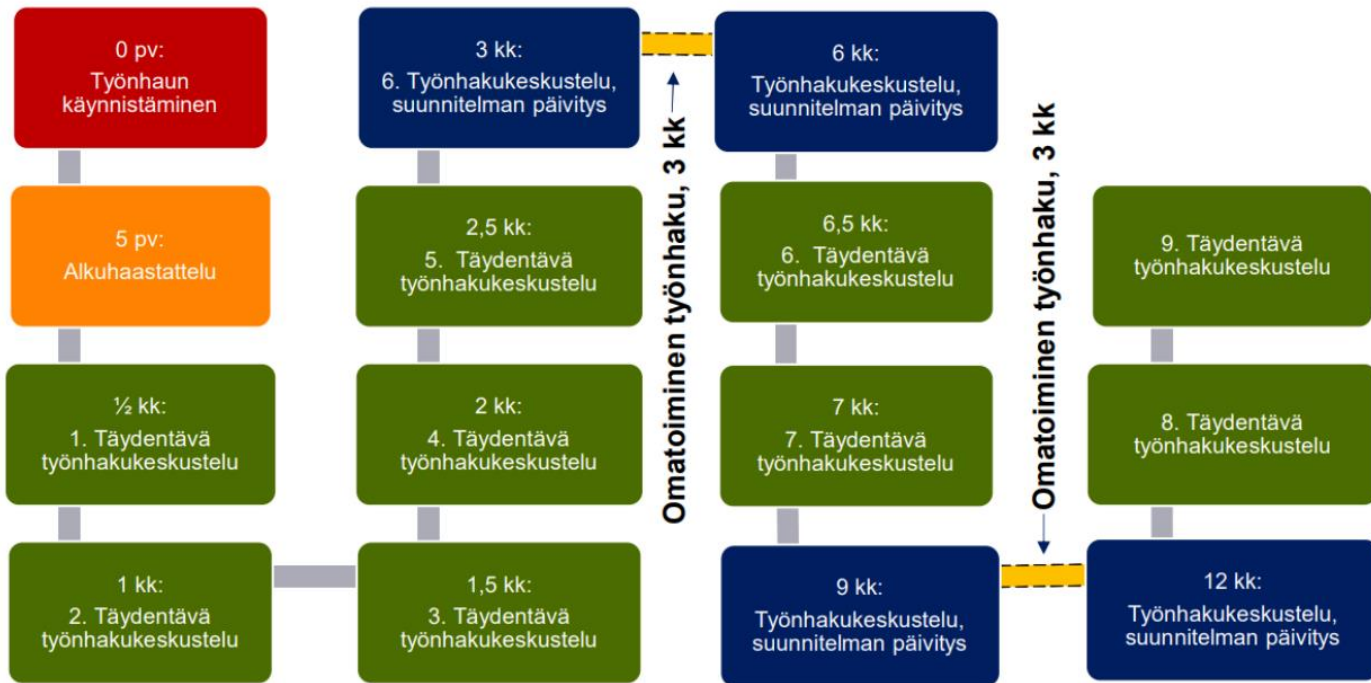 0 pv:
Työnhaun
käynnistäminen
5 pv:
Alkuhaastattelu
½ kk:
1. Täydentävä
työnhakukeskustelu
1 kk:
2. Täydentävä
työnhakukeskustelu
1,5 kk:
3. Täydentävä
työnhakukeskustelu
2 kk:
4. Täydentävä
työnhakukeskustelu
2,5 kk:
5. Täydentävä
työnhakukeskustelu
3 kk:
6. Työnhakukeskustelu,
suunnitelman päivitys
Omatoiminen työnhaku, 3 kk
6 kk:
Työnhakukeskustelu,
suunnitelman päivitys
6,5 kk:
6. Täydentävä
työnhakukeskustelu
7 kk:
7. Täydentävä
työnhakukeskustelu
9 kk:
Työnhakukeskustelu,
suunnitelman päivitys
Omatoiminen työnhaku, 3 kk
12 kk:
Työnhakukeskustelu,
suunnitelman päivitys
8. Täydentävä
työnhakukeskustelu
9. Täydentävä
työnhakukeskustelu